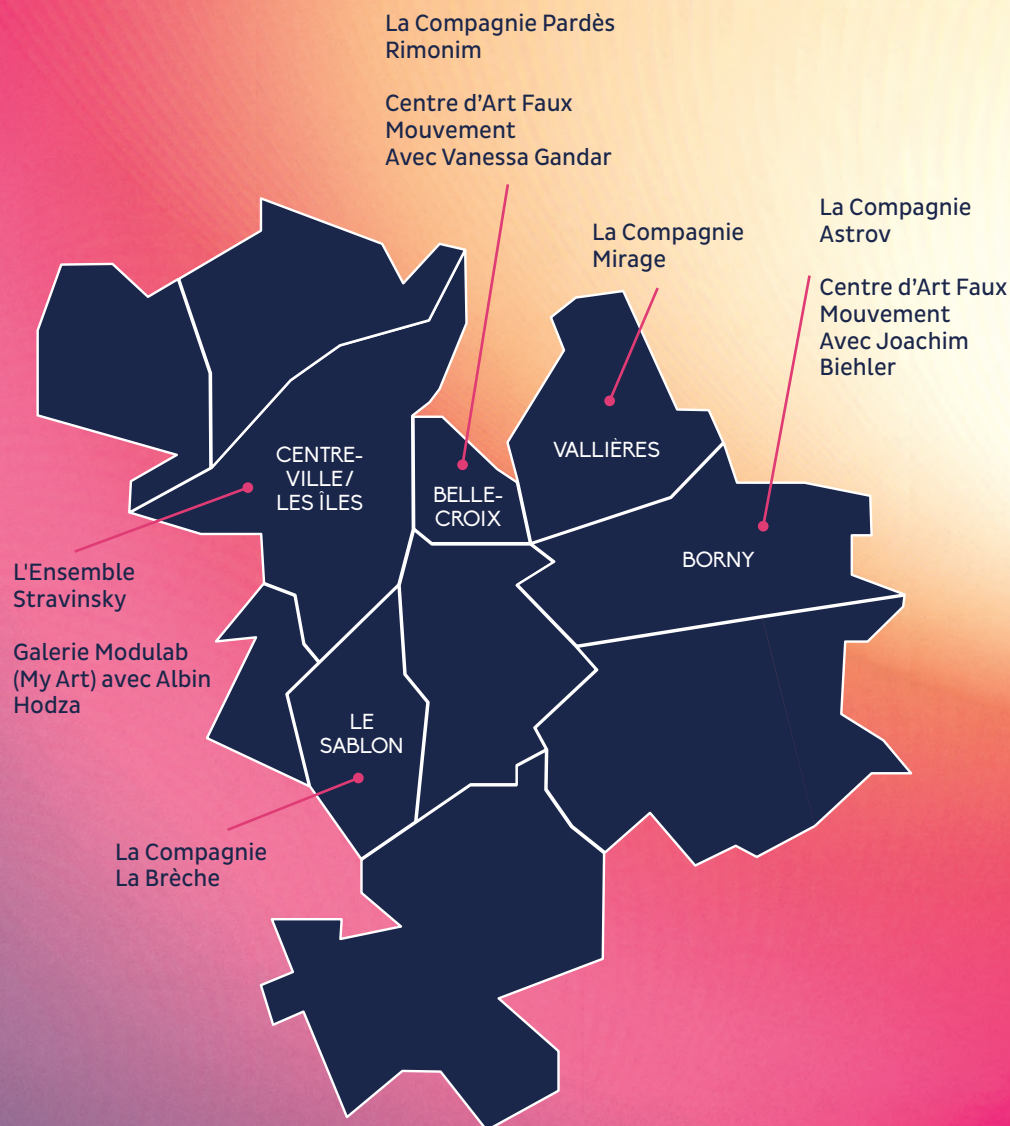 La Compagnie Pardès
Rimonim
Centre d'Art Faux
Mouvement
Avec Vanessa Gandar
La Compagnie
Mirage
La Compagnie
Astrov
Centre d'Art Faux
Mouvement
Avec Joachim
Biehler
CENTRE-
VILLE/
LES ÎLES
BELLE-
CROIX
VALLIÈRES
BORNY
L'Ensemble
Stravinsky
Galerie Modulab
(My Art) avec Albin
Hodza
LE
SABLON
La Compagnie
La Brèche